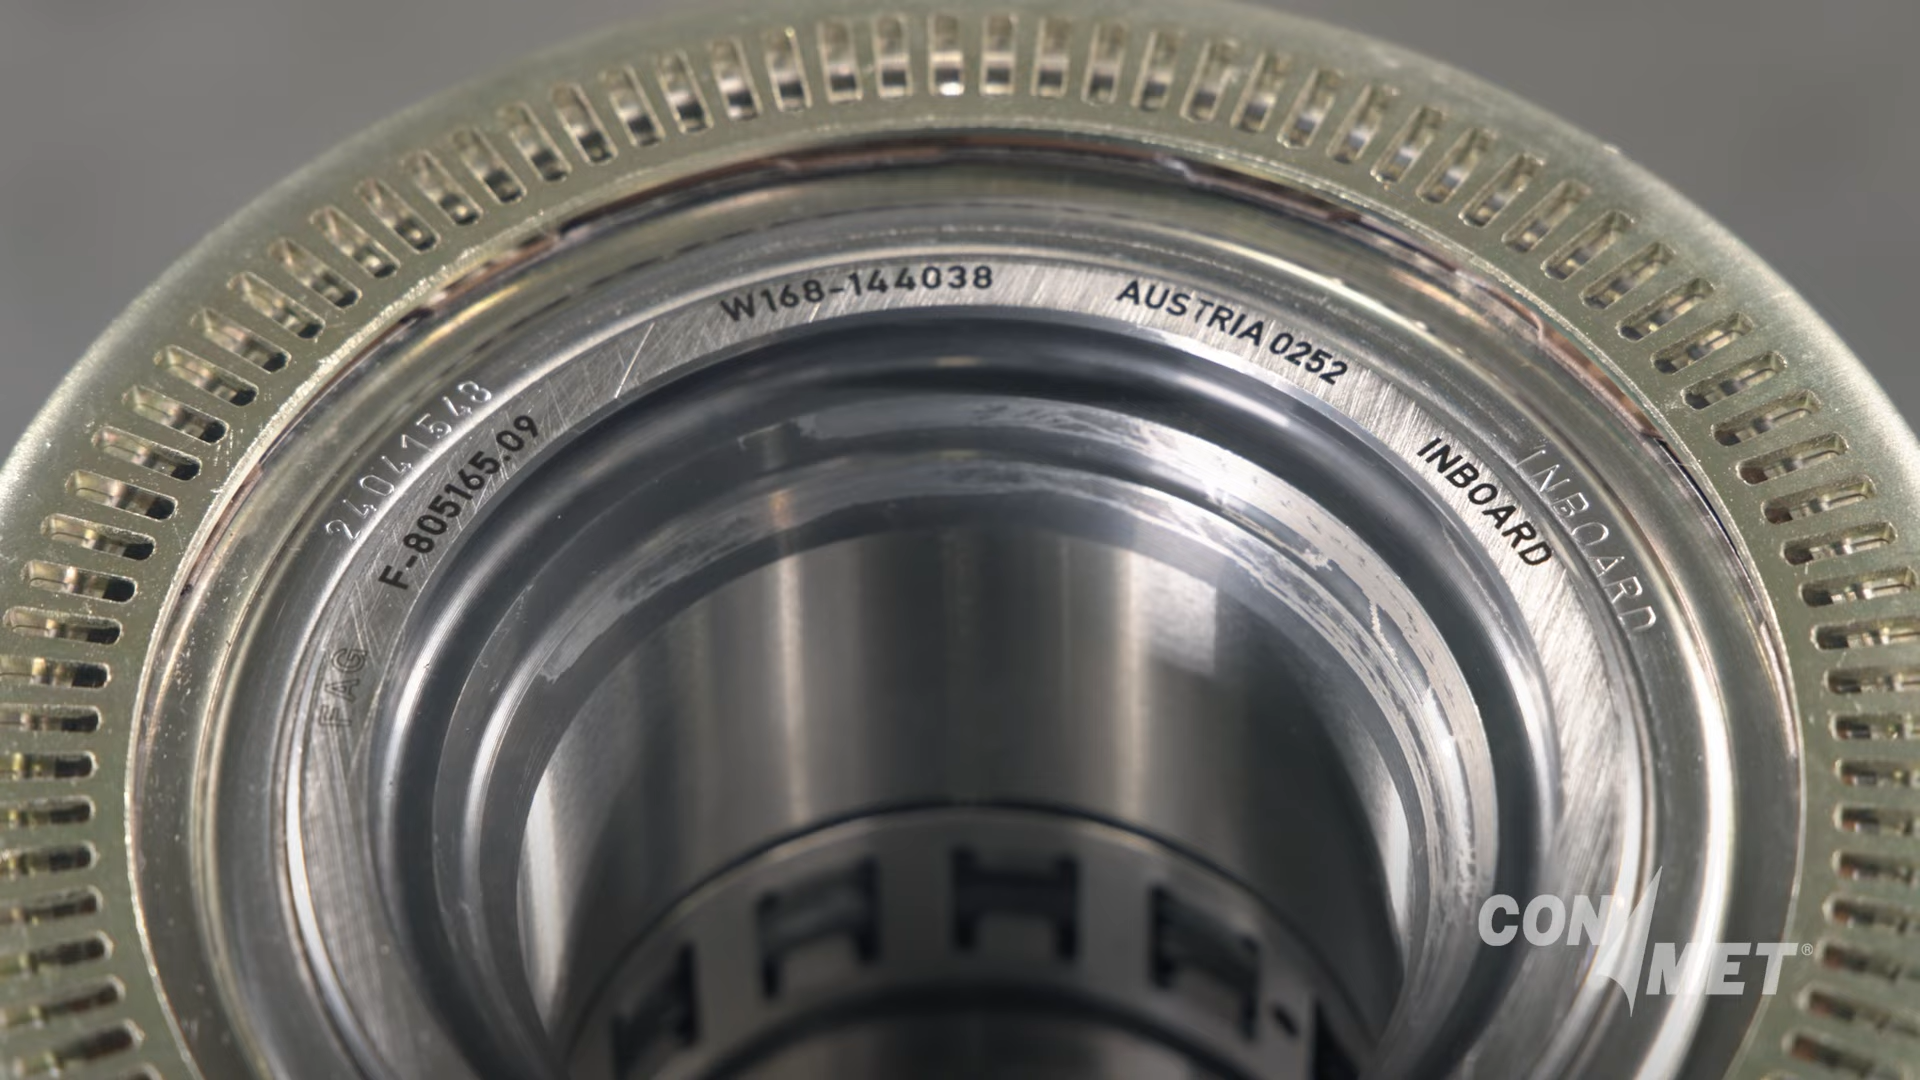 24041548
F-805165.09
FAG
W168-144038
AUSTRIA 0252
INBOARD
INBOARD
CONMET®